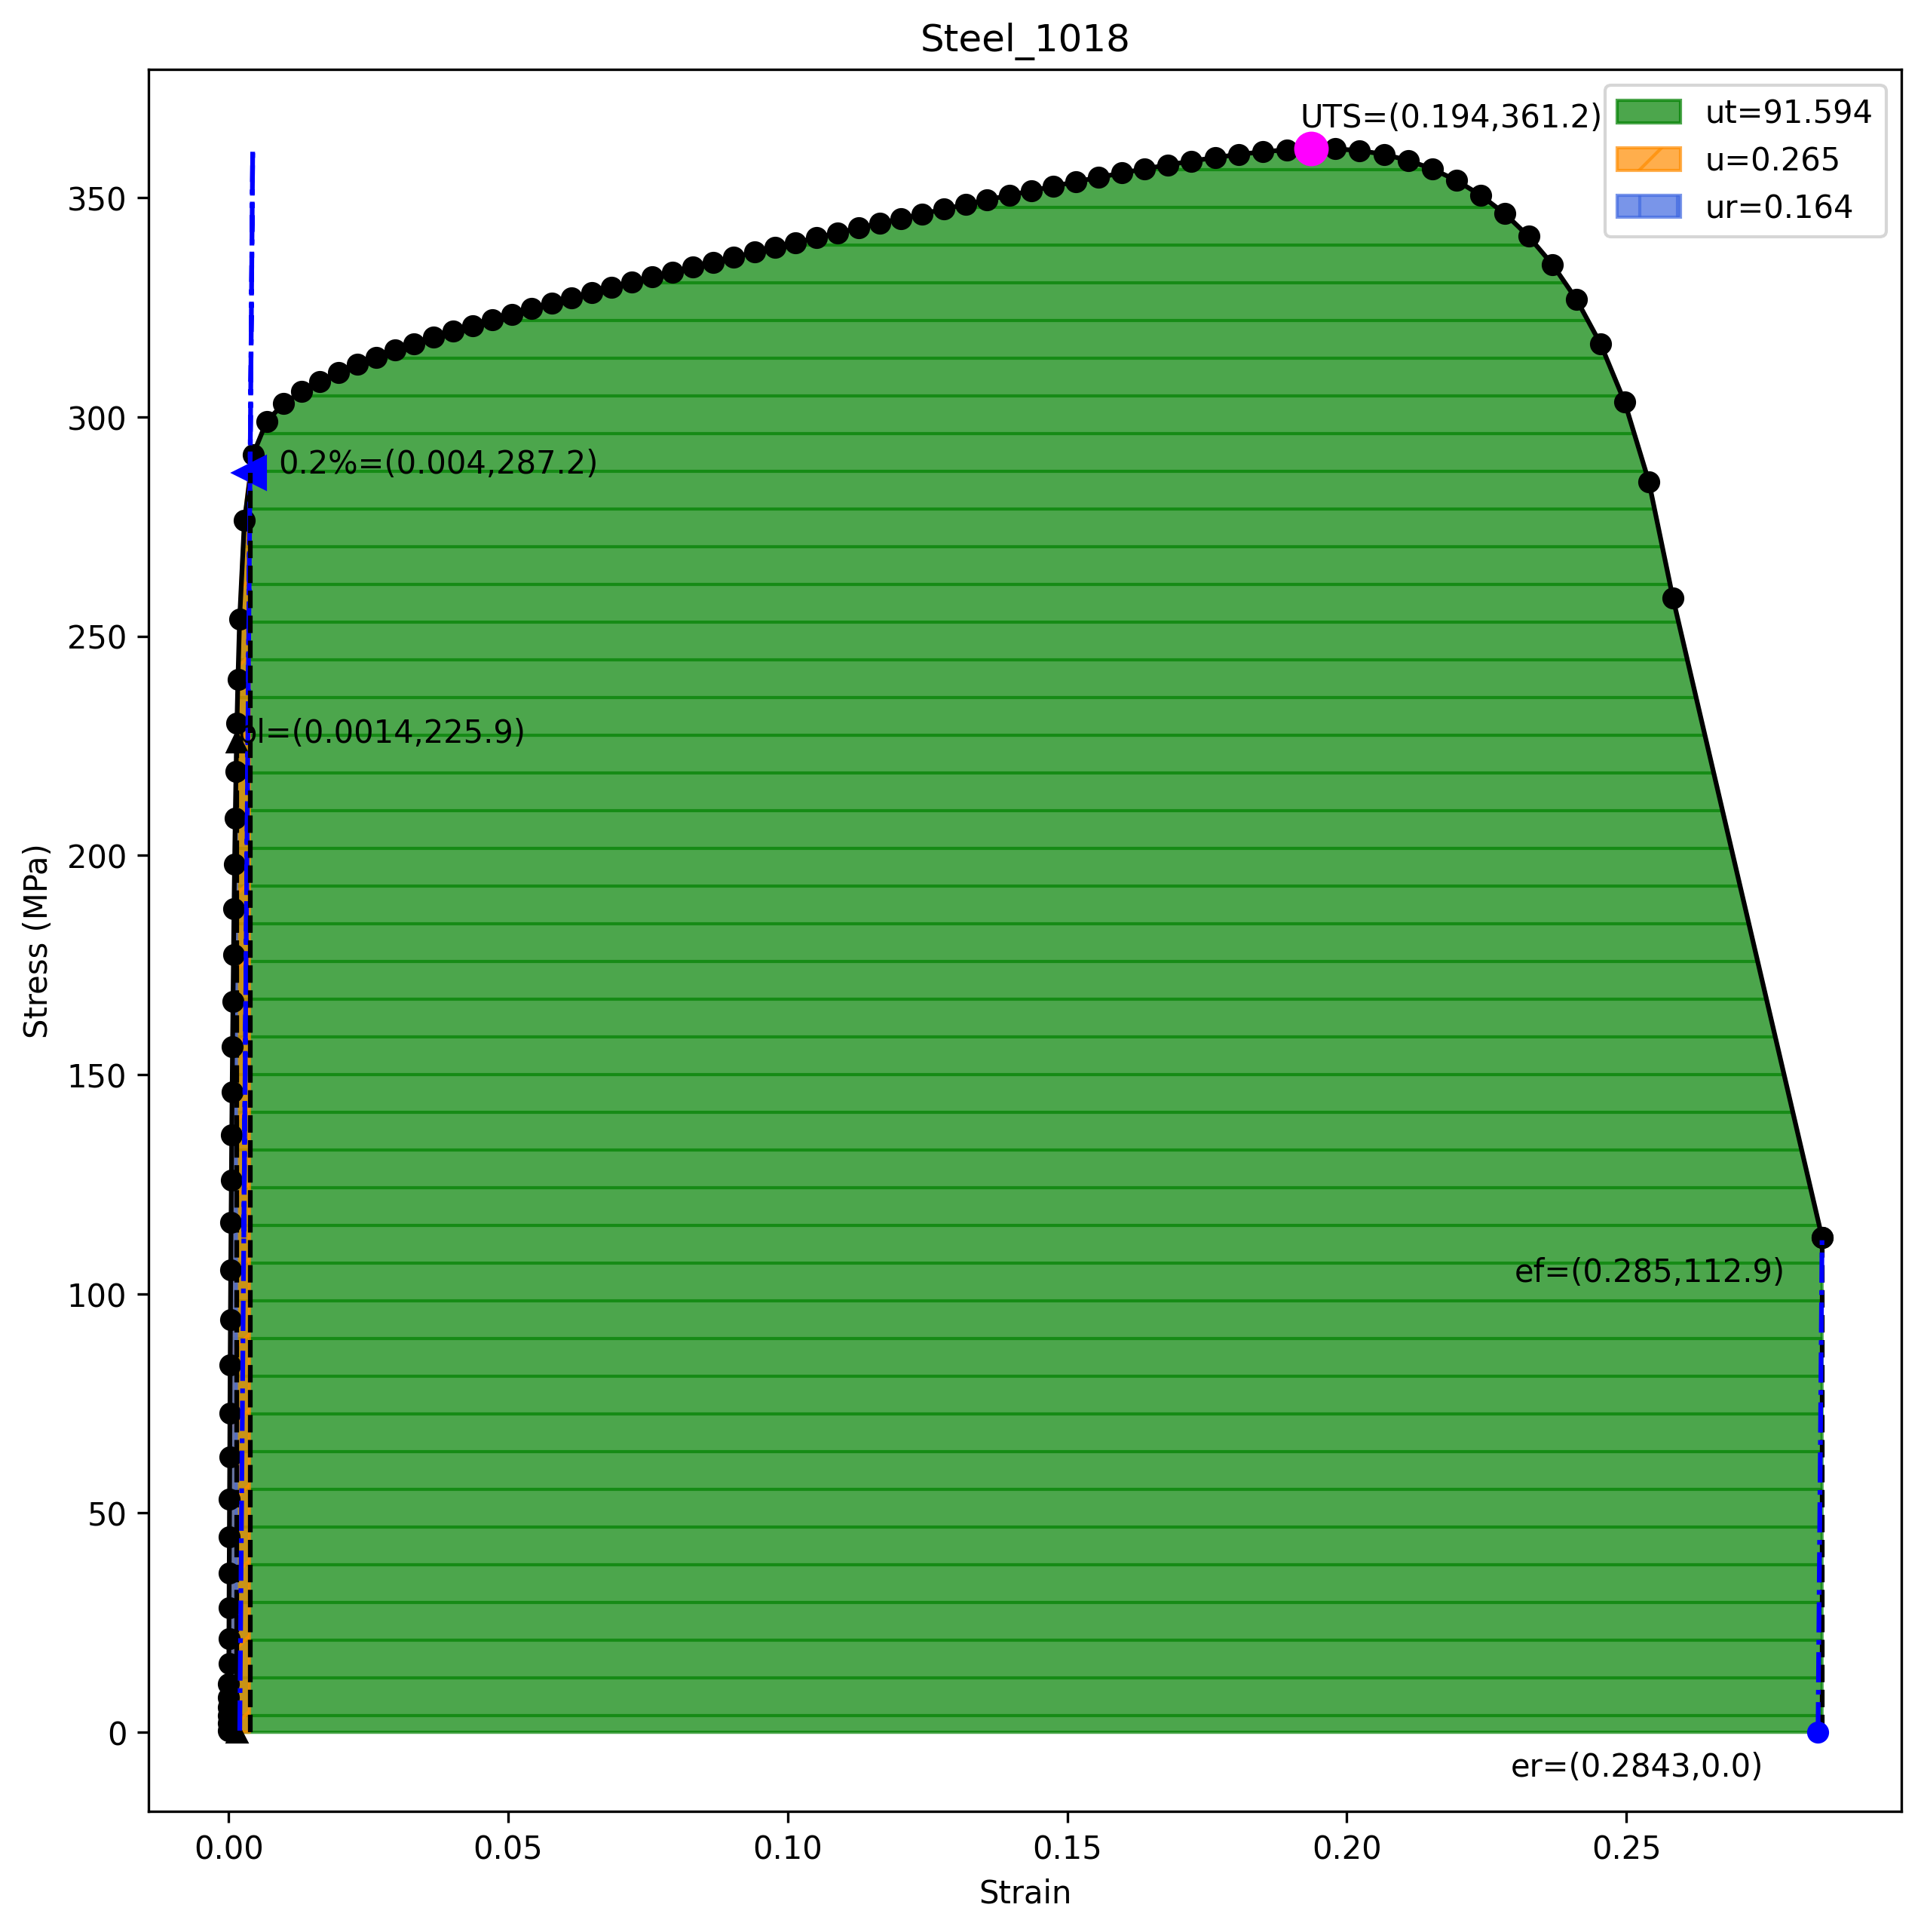 Steel_1018
UTS=(0.194,361.2)
ut=91.594
u=0.265
ur=0.164
0.2%=(0.004,287.2)
pl=(0.0014,225.9)
ef=(0.285,112.9)
er=(0.2843,0.0)
Stress (MPa)
350
300
250
200
150
100
50
0
0.00 0.05 0.10 0.15 0.20 0.25
Strain